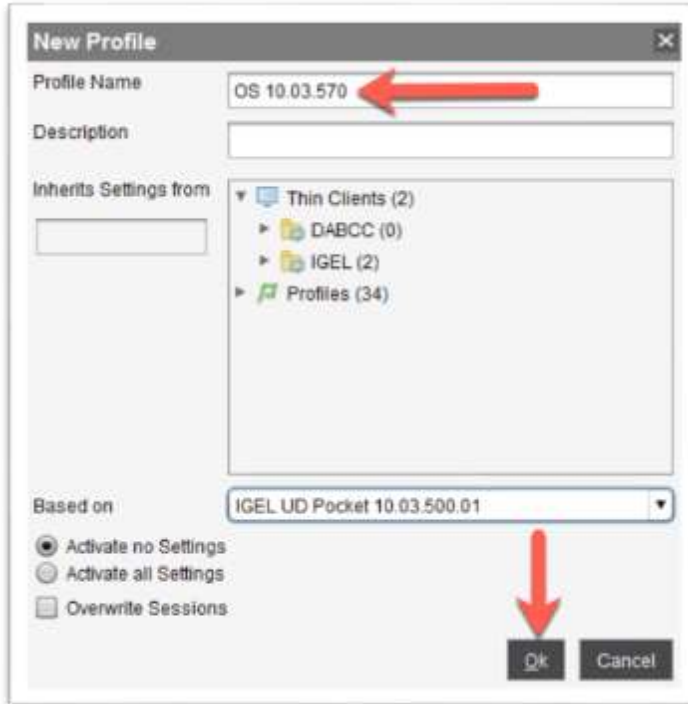 New Profile
Profile Name
OS 10.03.570
Description
Inherits Settings from
Thin Clients (2)
DABCC (0)
IGEL (2)
Profiles (34)
Based on
IGEL UD Pocket 10.03.500.01
Activate no Settings
Activate all Settings
Overwrite Sessions
Ok
Cancel